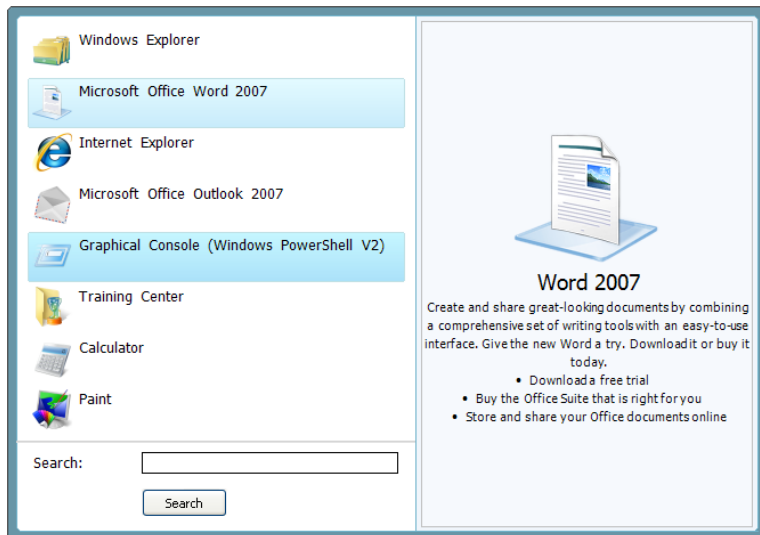 Windows Explorer
Microsoft Office Word 2007
Internet Explorer
Microsoft Office Outlook 2007
Graphical Console (Windows PowerShell V2)
Training Center
Calculator
Paint
Search:
Search
Word 2007
Create and share great-looking documents by combining
a comprehensive set of writing tools with an easy-to-use
interface. Give the new Word a try. Download it or buy it
today.
• Download a free trial
• Buy the Office Suite that is right for you
• Store and share your Office documents online